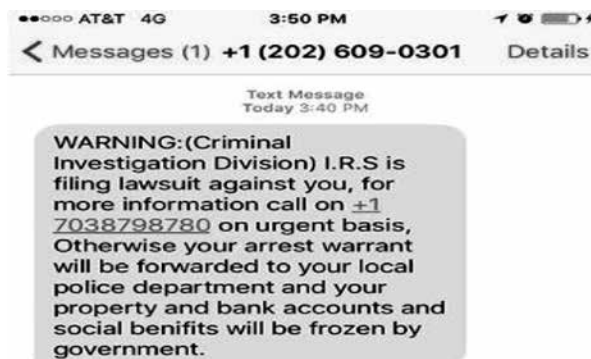 AT&T 4G 3:50 PM
Messages (1) +1 (202) 609-0301 Details
Text Message
Today 3:40 PM
WARNING:(Criminal
Investigation Division) I.R.S is
filing lawsuit against you, for
more information call on +1
7038798780 on urgent basis,
Otherwise your arrest warrant
will be forwarded to your local
police department and your
property and bank accounts and
social benifits will be frozen by
government.